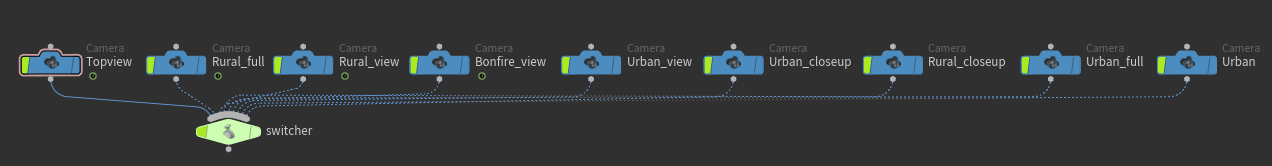 Camera
Topview
Camera
Rural_full
Camera
Rural_view
Camera
Bonfire_view
Camera
Urban_view
Camera
Urban_closeup
Camera
Rural_closeup
Camera
Urban_full
Camera
Urban
switcher